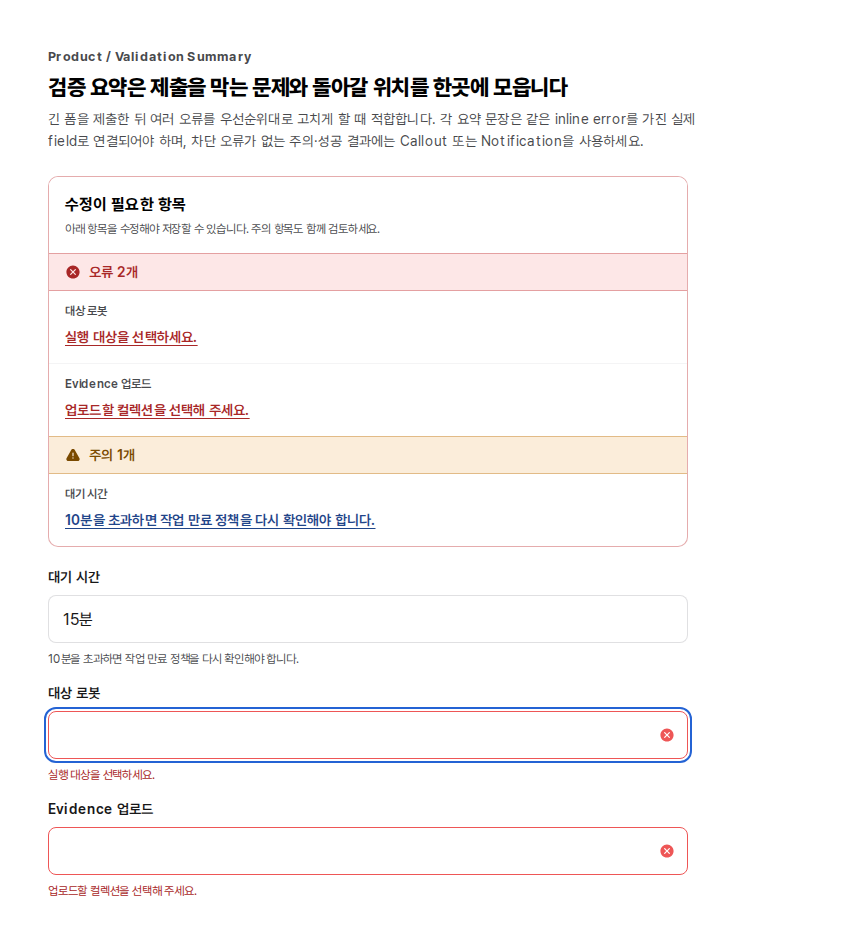 Product / Validation Summary
검증 요약은 제출을 막는 문제와 돌아갈 위치를 한곳에 모읍니다
긴 폼을 제출한 뒤 여러 오류를 우선순위대로 고치게 할 때 적합합니다. 각 요약 문장은 같은 inline error를 가진 실제
field로 연결되어야 하며, 차단 오류가 없는 주의·성공 결과에는 Callout 또는 Notification을 사용하세요.
수정이 필요한 항목
아래 항목을 수정해야 저장할 수 있습니다. 주의 항목도 함께 검토하세요.
오류 2개
대상 로봇
실행 대상을 선택하세요.
Evidence 업로드
업로드할 컬렉션을 선택해 주세요.
주의 1개
대기 시간
10분을 초과하면 작업 만료 정책을 다시 확인해야 합니다.
대기 시간
15분
10분을 초과하면 작업 만료 정책을 다시 확인해야 합니다.
대상 로봇
실행 대상을 선택하세요.
Evidence 업로드
업로드할 컬렉션을 선택해 주세요.